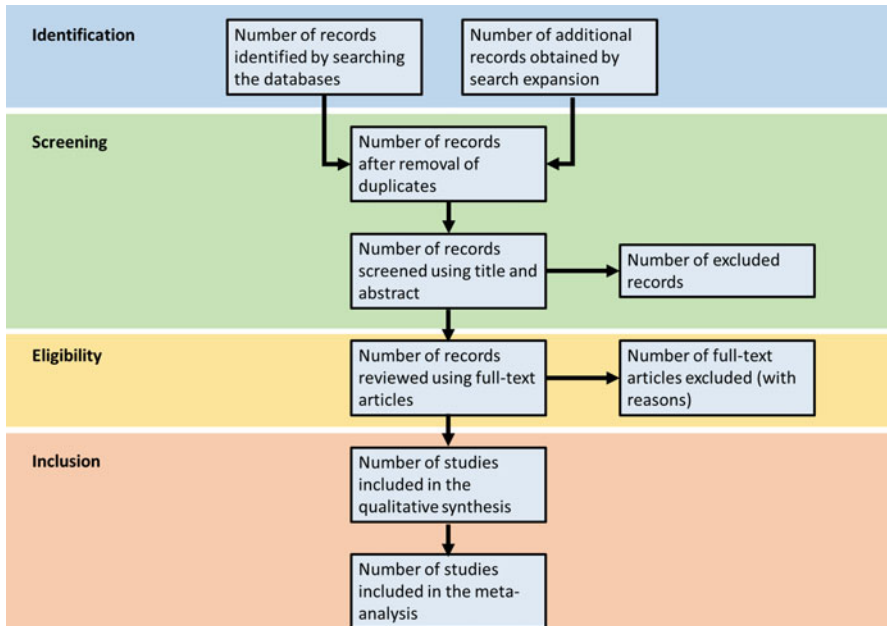 Identification
Number of records
identified by searching
the databases
Number of additional
records obtained by
search expansion
Screening
Number of records
after removal of
duplicates
Number of records
screened using title and
abstract
Number of excluded
records
Eligibility
Number of records
reviewed using full-text
articles
Number of full-text
articles excluded (with
reasons)
Inclusion
Number of studies
included in the
qualitative synthesis
Number of studies
included in the meta-
analysis